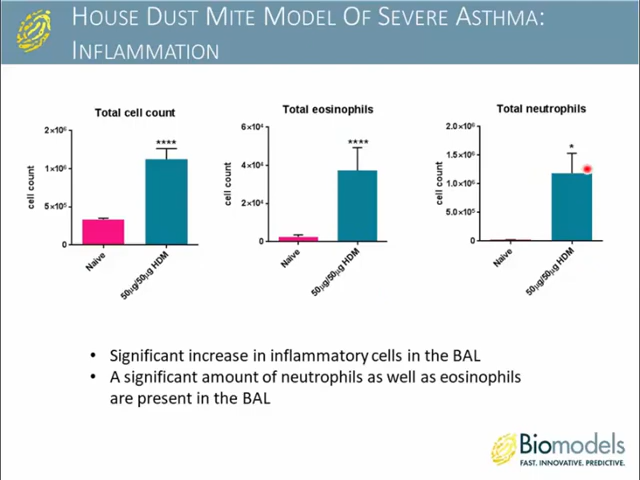 HOUSE DUST MITE MODEL OF SEVERE ASTHMA:
INFLAMMATION
Total cell count
cell count
2×10⁶
1×10⁶
5×10⁵
0
****
Naive
50µg/50µg HDM
Total eosinophils
cell count
6×10⁴
4×10⁴
2×10⁴
0
****
Naive
50µg/50µg HDM
Total neutrophils
cell count
2.0×10⁶
1.5×10⁶
1.0×10⁶
5.0×10⁵
0
*
Naive
50µg/50µg HDM
• Significant increase in inflammatory cells in the BAL
• A significant amount of neutrophils as well as eosinophils
are present in the BAL
Biomodels
FAST. INNOVATIVE. PREDICTIVE.